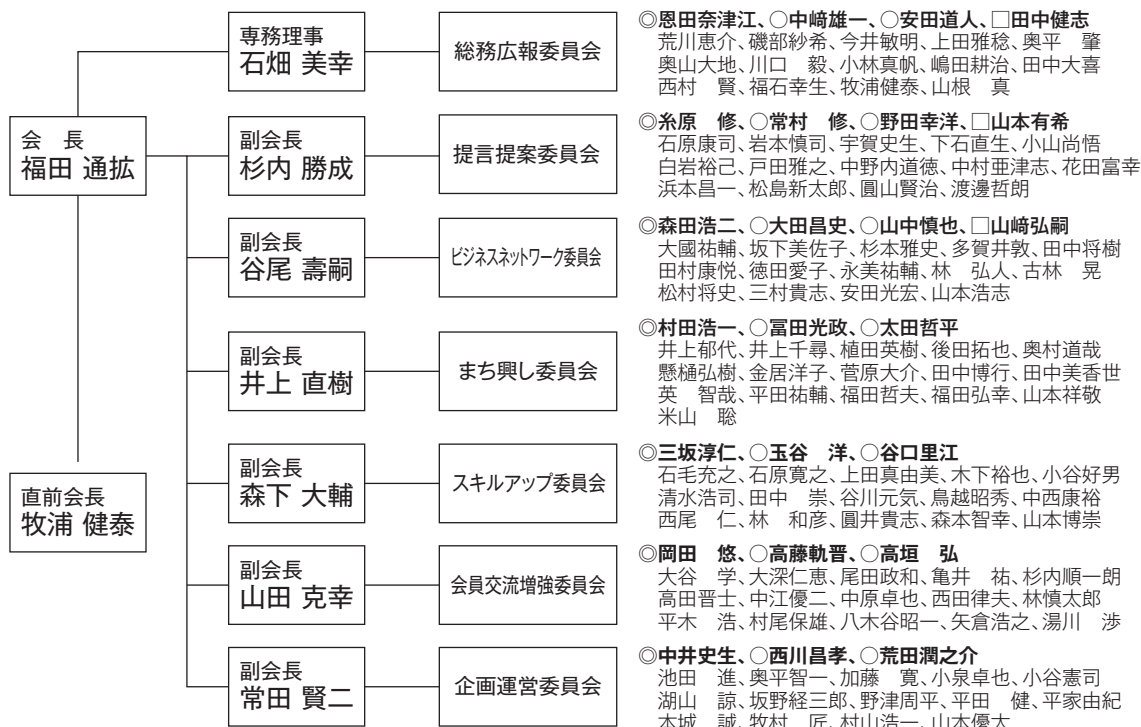 会　長
福田 通拡
直前会長
牧浦 健泰
専務理事
石畑 美幸
総務広報委員会
◎恩田奈津江、○中﨑雄一、○安田道人、□田中健志
荒川恵介、磯部紗希、今井敏明、上田雅稔、奥平　肇
奥山大地、川口　毅、小林真帆、嶋田耕治、田中大喜
西村　賢、福石幸生、牧浦健泰、山根　真
副会長
杉内 勝成
提言提案委員会
◎糸原　修、○常村　修、○野田幸洋、□山本有希
石原康司、岩本慎司、宇賀史生、下石直生、小山尚悟
白岩裕己、戸田雅之、中野内道徳、中村亜津志、花田富幸
浜本昌一、松島新太郎、圓山賢治、渡邊哲朗
副会長
谷尾 壽嗣
ビジネスネットワーク委員会
◎森田浩二、○大田昌史、○山中慎也、□山﨑弘嗣
大國祐輔、坂下美佐子、杉本雅史、多賀井敦、田中将樹
田村康悦、徳田愛子、永美祐輔、林　弘人、古林　晃
松村将史、三村貴志、安田光宏、山本浩志
副会長
井上 直樹
まち興し委員会
◎村田浩一、○冨田光政、○太田哲平
井上郁代、井上千尋、植田英樹、後田拓也、奥村道哉
懸樋弘樹、金居洋子、菅原大介、田中博行、田中美香世
英　智哉、平田祐輔、福田哲夫、福田弘幸、山本祥敬
米山　聡
副会長
森下 大輔
スキルアップ委員会
◎三坂淳仁、○玉谷　洋、○谷口里江
石毛充之、石原寛之、上田真由美、木下裕也、小谷好男
清水浩司、田中　崇、谷川元気、鳥越昭秀、中西康裕
西尾　仁、林　和彦、圓井貴志、森本智幸、山本博崇
副会長
山田 克幸
会員交流増強委員会
◎岡田　悠、○高藤軌晋、○高垣　弘
大谷　学、大深仁恵、尾田政和、亀井　祐、杉内順一朗
高田晋士、中江優二、中原卓也、西田律夫、林慎太郎
平木　浩、村尾保雄、八木谷昭一、矢倉浩之、湯川　渉
副会長
常田 賢二
企画運営委員会
◎中井史生、○西川昌孝、○荒田潤之介
池田　進、奥平智一、加藤　寛、小泉卓也、小谷憲司
湖山　諒、坂野経三郎、野津周平、平田　健、平家由紀
本城　誠、牧村　匠、村山浩一、山本優大